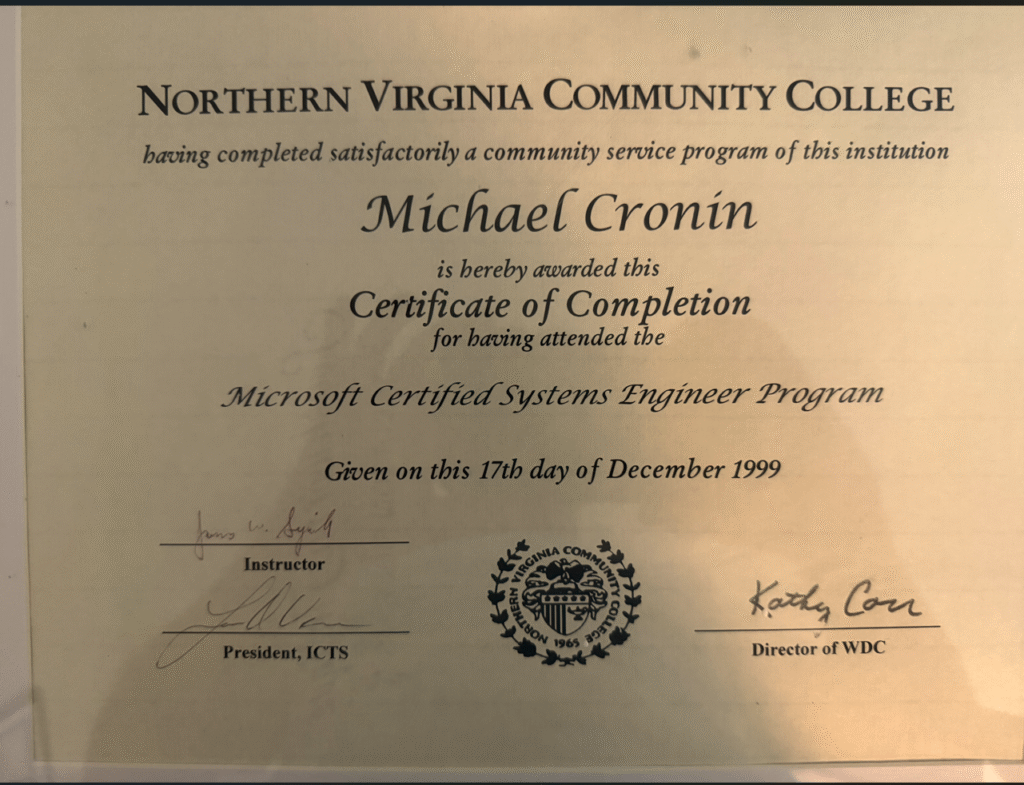 NORTHERN VIRGINIA COMMUNITY COLLEGE
having completed satisfactorily a community service program of this institution
Michael Cronin
is hereby awarded this
Certificate of Completion
for having attended the
Microsoft Certified Systems Engineer Program
Given on this 17th day of December 1999
Instructor
President, ICTS
NORTHERN VIRGINIA COMMUNITY COLLEGE
1965
Kathy Carr
Director of WDC